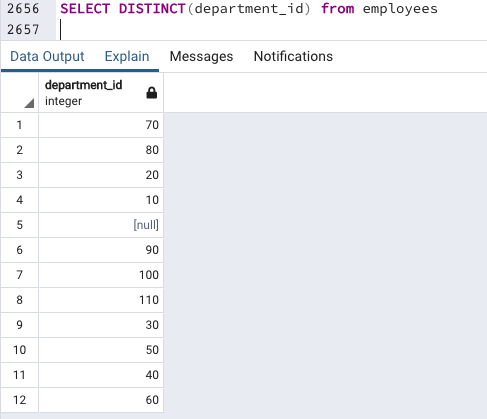 2656 SELECT DISTINCT(department_id) from employees
2657
Data Output Explain Messages Notifications
department_id
integer
1 70
2 80
3 20
4 10
5 [null]
6 90
7 100
8 110
9 30
10 50
11 40
12 60